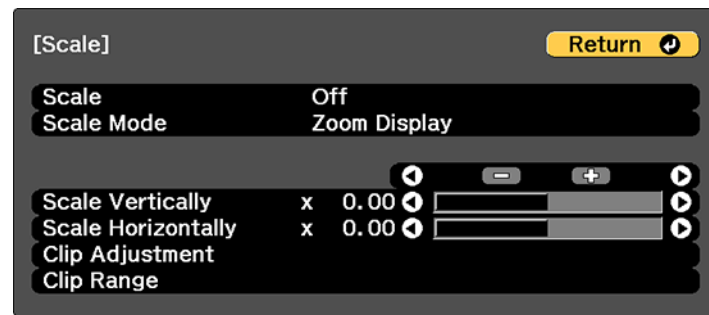 [Scale] Return
Scale Off
Scale Mode Zoom Display
Scale Vertically x 0.00
Scale Horizontally x 0.00
Clip Adjustment
Clip Range